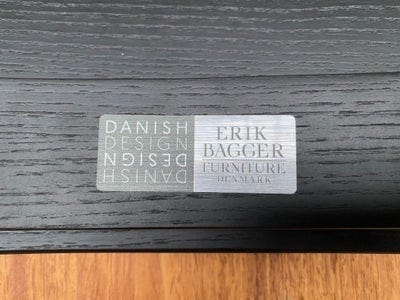 DANISH
DESIGN
DESIGN
DANISH
ERIK
BAGGER
FURNITURE
DENMARK